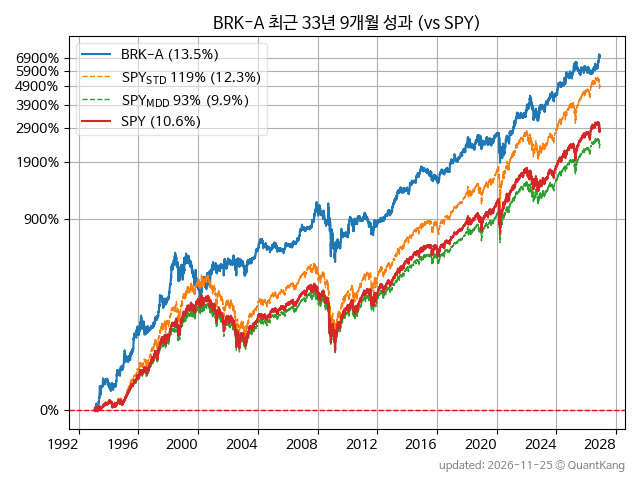 BRK-A 최근 33년 9개월 성과 (vs SPY)
BRK-A (13.5%)
SPYSTD 119% (12.3%)
SPYMDD 93% (9.9%)
SPY (10.6%)
6900%
5900%
4900%
3900%
2900%
1900%
900%
0%
1992 1996 2000 2004 2008 2012 2016 2020 2024 2028
updated: 2026-11-25 © QuantKang